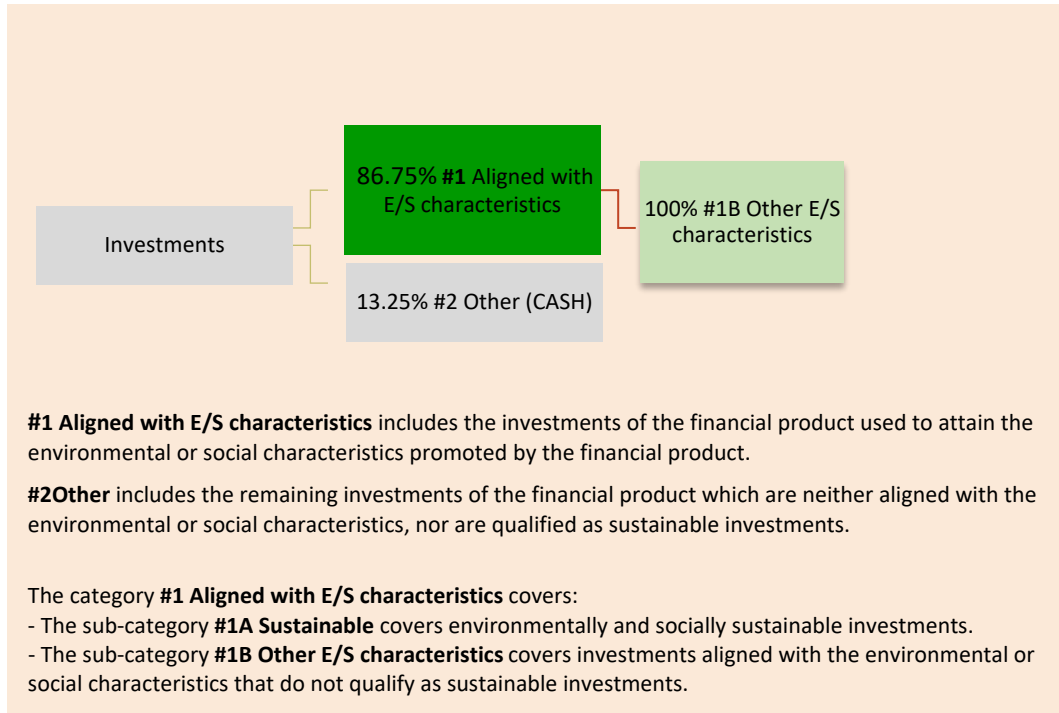 86.75% #1 Aligned with
E/S characteristics
100% #1B Other E/S
characteristics
Investments
13.25% #2 Other (CASH)
#1 Aligned with E/S characteristics includes the investments of the financial product used to attain the
environmental or social characteristics promoted by the financial product.
#2Other includes the remaining investments of the financial product which are neither aligned with the
environmental or social characteristics, nor are qualified as sustainable investments.
The category #1 Aligned with E/S characteristics covers:
- The sub-category #1A Sustainable covers environmentally and socially sustainable investments.
- The sub-category #1B Other E/S characteristics covers investments aligned with the environmental or
social characteristics that do not qualify as sustainable investments.